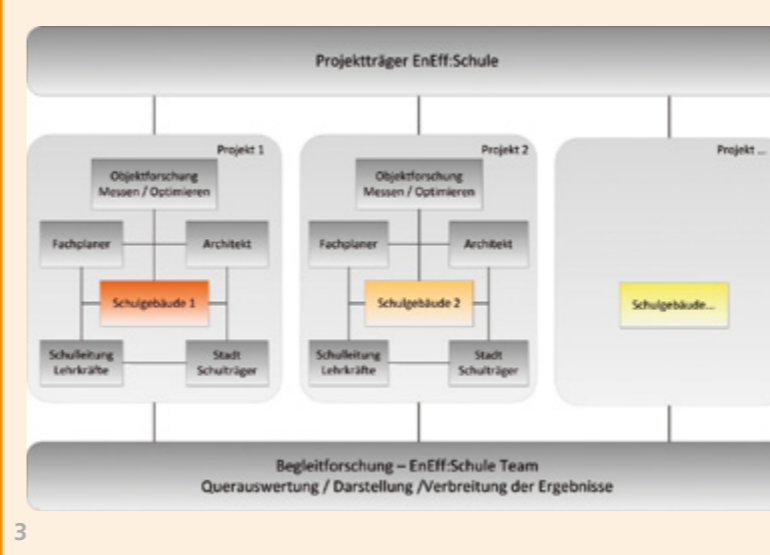 Projektträger EnEff:Schule
Projekt 1
Objektforschung
Messen / Optimieren
Fachplaner
Architekt
Schulgebäude 1
Schulleitung
Lehrkräfte
Stadt
Schulträger
Projekt 2
Objektforschung
Messen / Optimieren
Fachplaner
Architekt
Schulgebäude 2
Schulleitung
Lehrkräfte
Stadt
Schulträger
Projekt ...
Schulgebäude...
Begleitforschung – EnEff:Schule Team
Querauswertung / Darstellung /Verbreitung der Ergebnisse
3